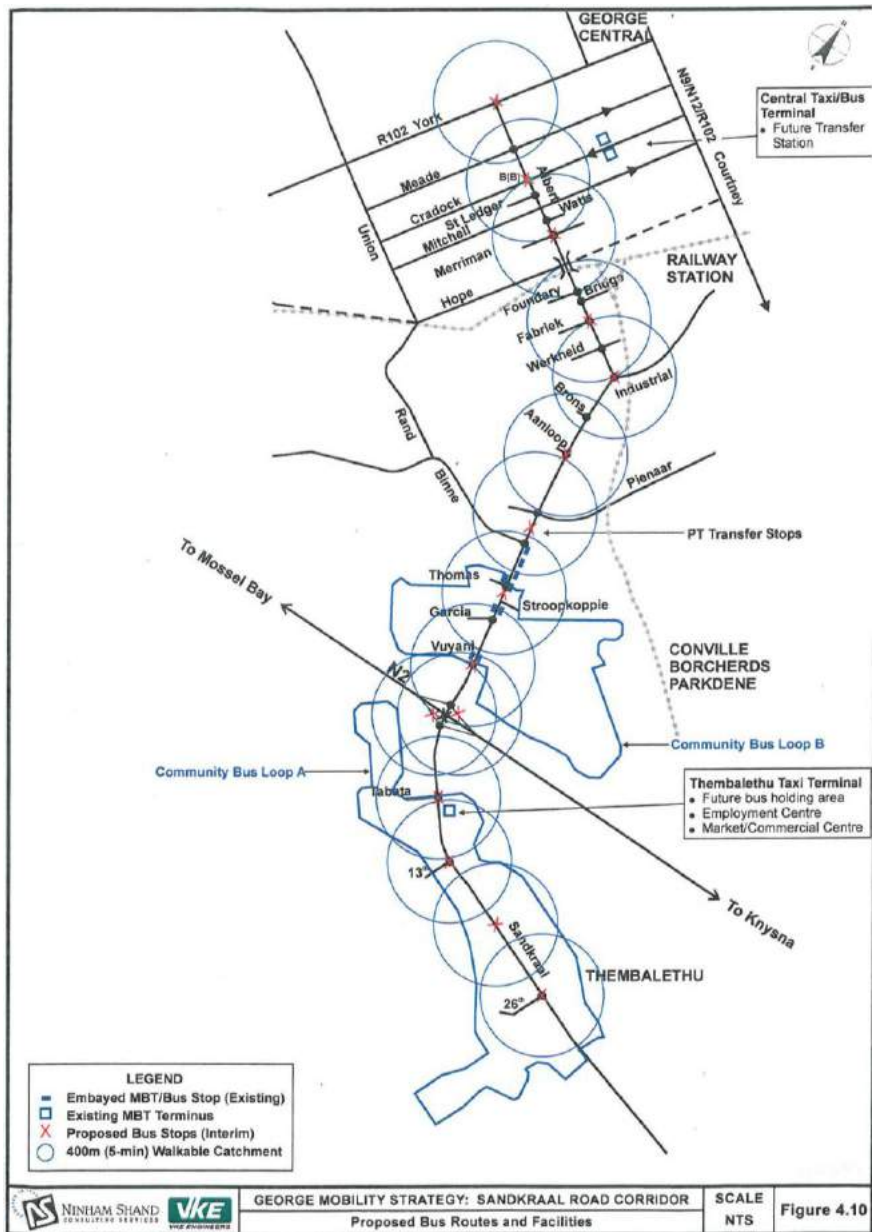 GEORGE
CENTRAL
R102 York
N9/N12/R102 Courtney
Central Taxi/Bus
Terminal
• Future Transfer
Station
Meade
Cradock
B|B|
Albert
St Ledger
Watts
Mitchell
Union
Merriman
RAILWAY
STATION
Hope
Foundary
Fabriek
Werkheid
Industrial
Brons
Rand
Aanloop
Binne
Pienaar
PT Transfer Stops
To Mossel Bay
Thomas
Stroopkoppie
Garcia
Vuyani
CONVILLE
BORCHERDS
PARKDENE
N2
Community Bus Loop B
Community Bus Loop A
Tabata
Thembalethu Taxi Terminal
• Future bus holding area
• Employment Centre
• Market/Commercial Centre
13th
To Knysna
Sandkraal
THEMBALETHU
26th
LEGEND
Embayed MBT/Bus Stop (Existing)
Existing MBT Terminus
Proposed Bus Stops (Interim)
400m (5-min) Walkable Catchment
NS NINHAM SHAND
CONSULTING SERVICES
VKE
VKE ENGINEERS
GEORGE MOBILITY STRATEGY: SANDKRAAL ROAD CORRIDOR
Proposed Bus Routes and Facilities
SCALE
NTS
Figure 4.10